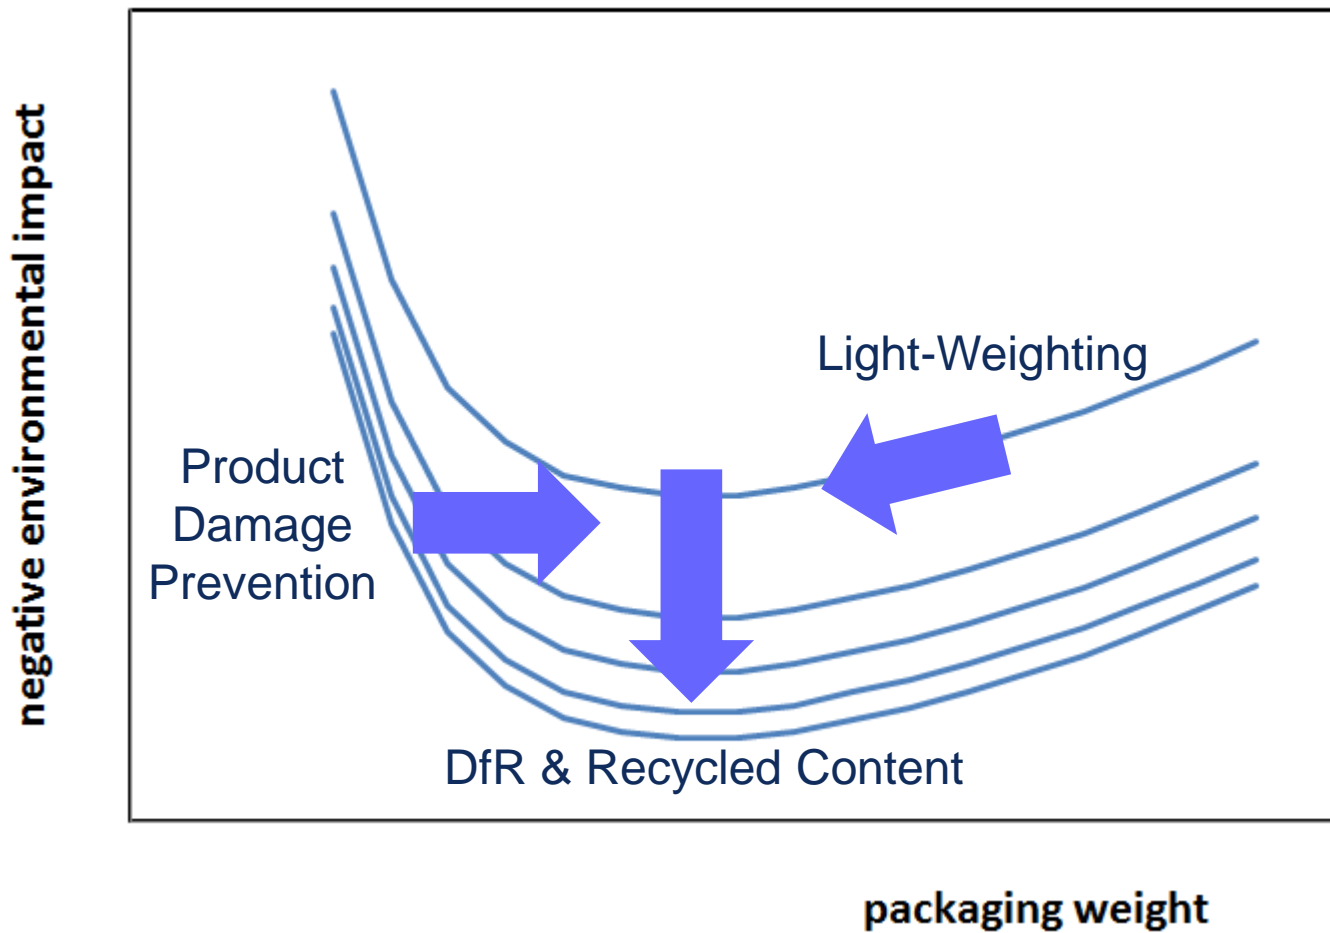 negative environmental impact
Light-Weighting
Product
Damage
Prevention
DfR & Recycled Content
packaging weight